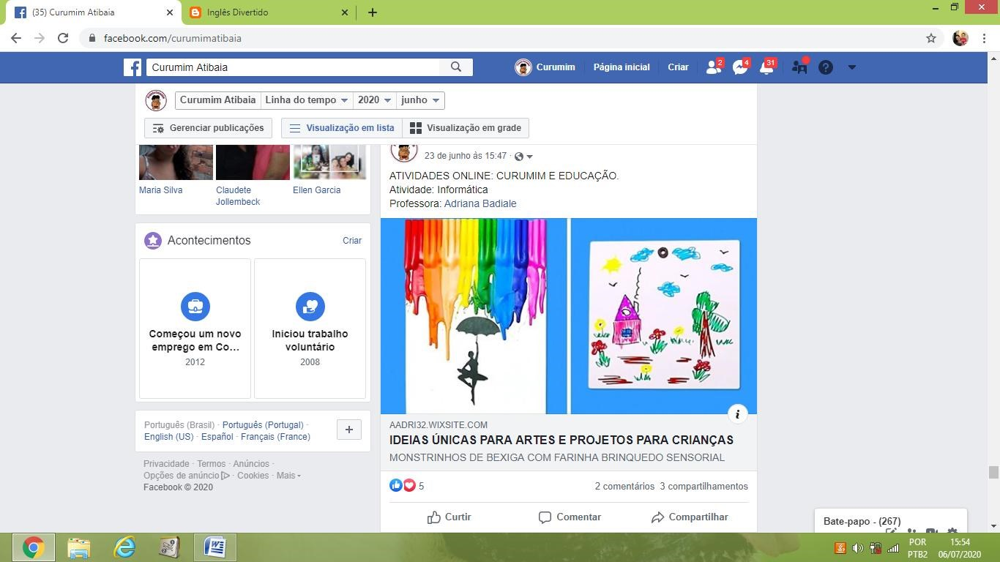 (35) Curumim Atibaia
Inglês Divertido
facebook.com/curumimatibaia
Curumim Atibaia
Curumim
Página inicial
Criar
2
4
31
Curumim Atibaia
Linha do tempo
2020
junho
Gerenciar publicações
Visualização em lista
Visualização em grade
Maria Silva
Claudete
Jollembeck
Ellen Garcia
Acontecimentos
Criar
Começou um novo
emprego em Co…
2012
Iniciou trabalho
voluntário
2008
Português (Brasil) · Português (Portugal) ·
English (US) · Español · Français (France)
Privacidade · Termos · Anúncios ·
Opções de anúncio · Cookies · Mais
Facebook © 2020
23 de junho às 15:47 ·
ATIVIDADES ONLINE: CURUMIM E EDUCAÇÃO.
Atividade: Informática
Professora: Adriana Badiale
AADRI32.WIXSITE.COM
IDEIAS ÚNICAS PARA ARTES E PROJETOS PARA CRIANÇAS
MONSTRINHOS DE BEXIGA COM FARINHA BRINQUEDO SENSORIAL
5
2 comentários 3 compartilhamentos
Curtir
Comentar
Compartilhar
Bate-papo - (267)
POR
PTB2
15:54
06/07/2020